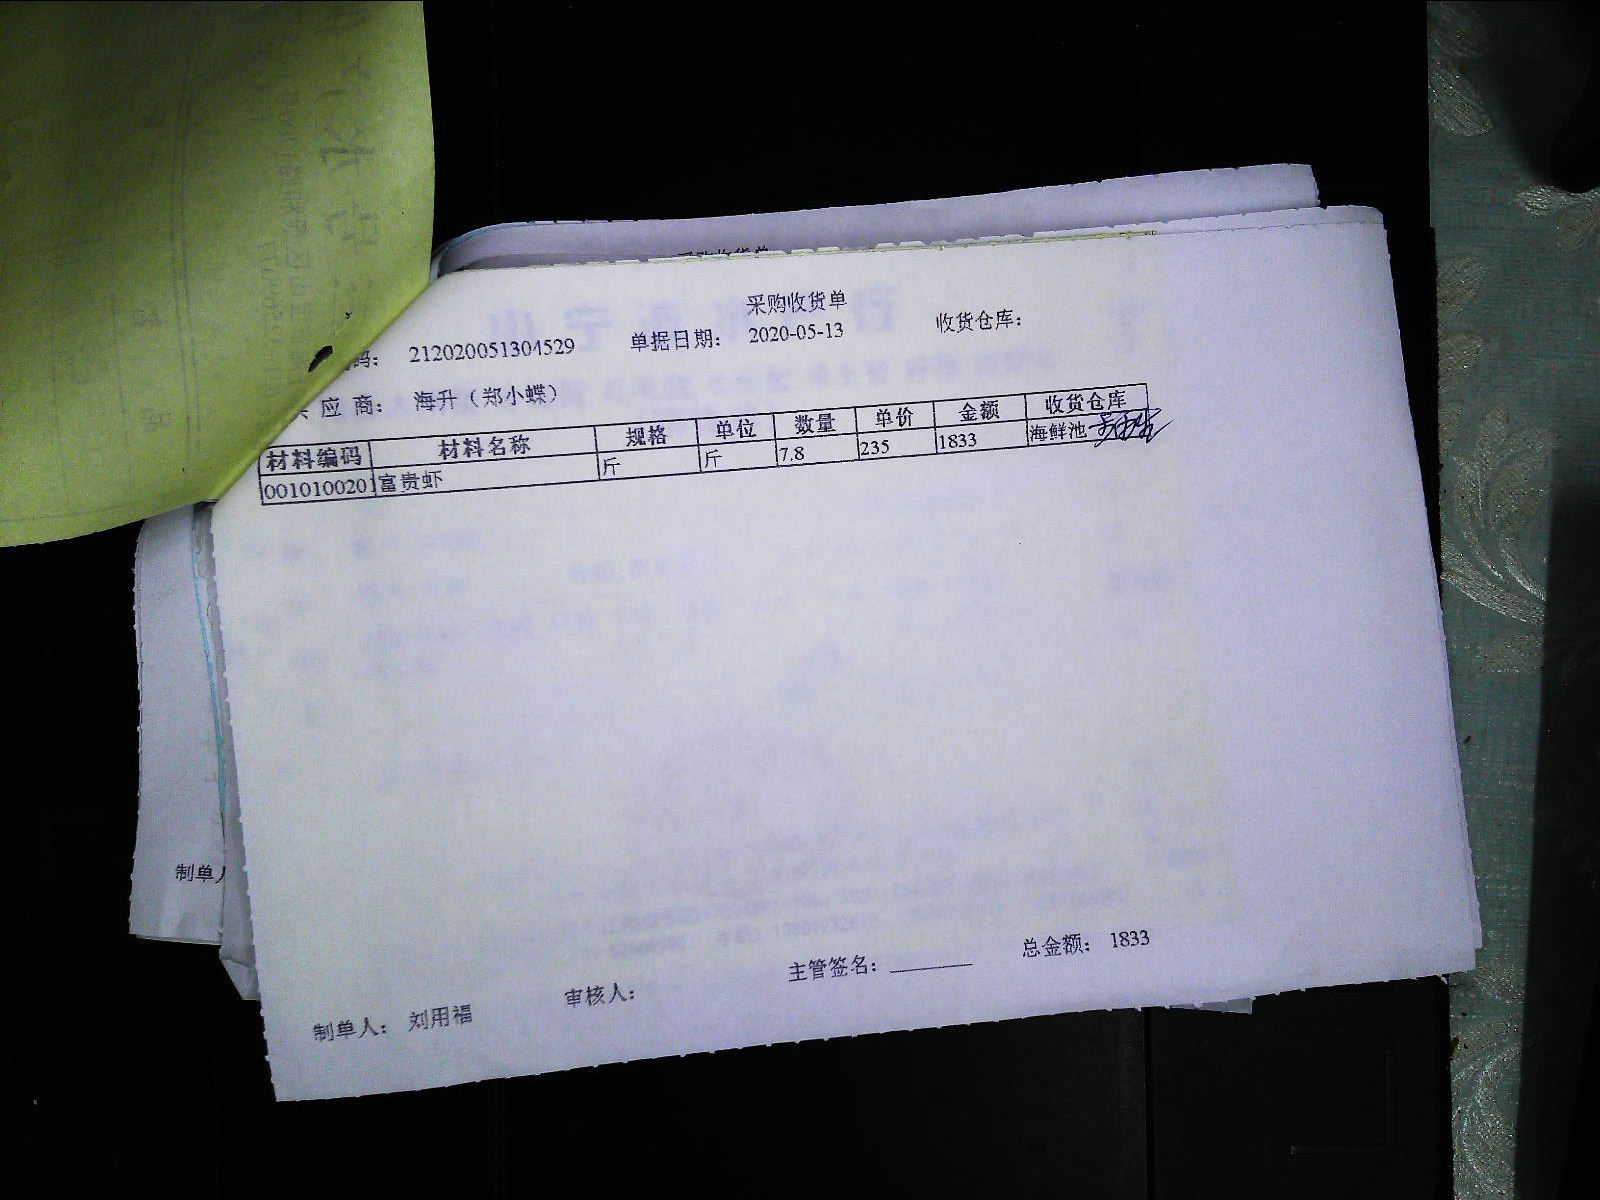 采购收货单
码： 212020051304529 单据日期： 2020-05-13 收货仓库：
供 应 商： 海升（郑小蝶）
材料编码 材料名称 规格 单位 数量 单价 金额 收货仓库
001010020 富贵虾 斤 斤 7.8 235 1833 海鲜池
制单人
主管签名： 总金额： 1833
制单人： 刘用福 审核人：